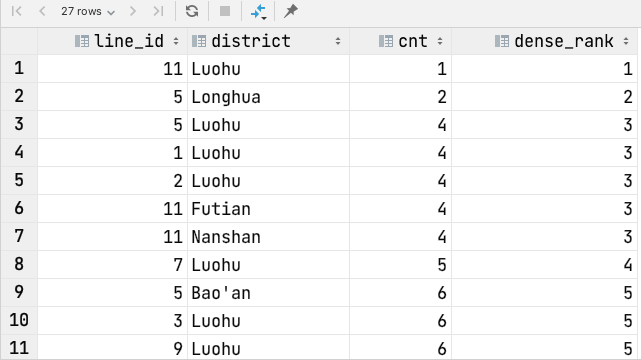 27 rows
line_id district cnt dense_rank
1 11 Luohu 1 1
2 5 Longhua 2 2
3 5 Luohu 4 3
4 1 Luohu 4 3
5 2 Luohu 4 3
6 11 Futian 4 3
7 11 Nanshan 4 3
8 7 Luohu 5 4
9 5 Bao'an 6 5
10 3 Luohu 6 5
11 9 Luohu 6 5